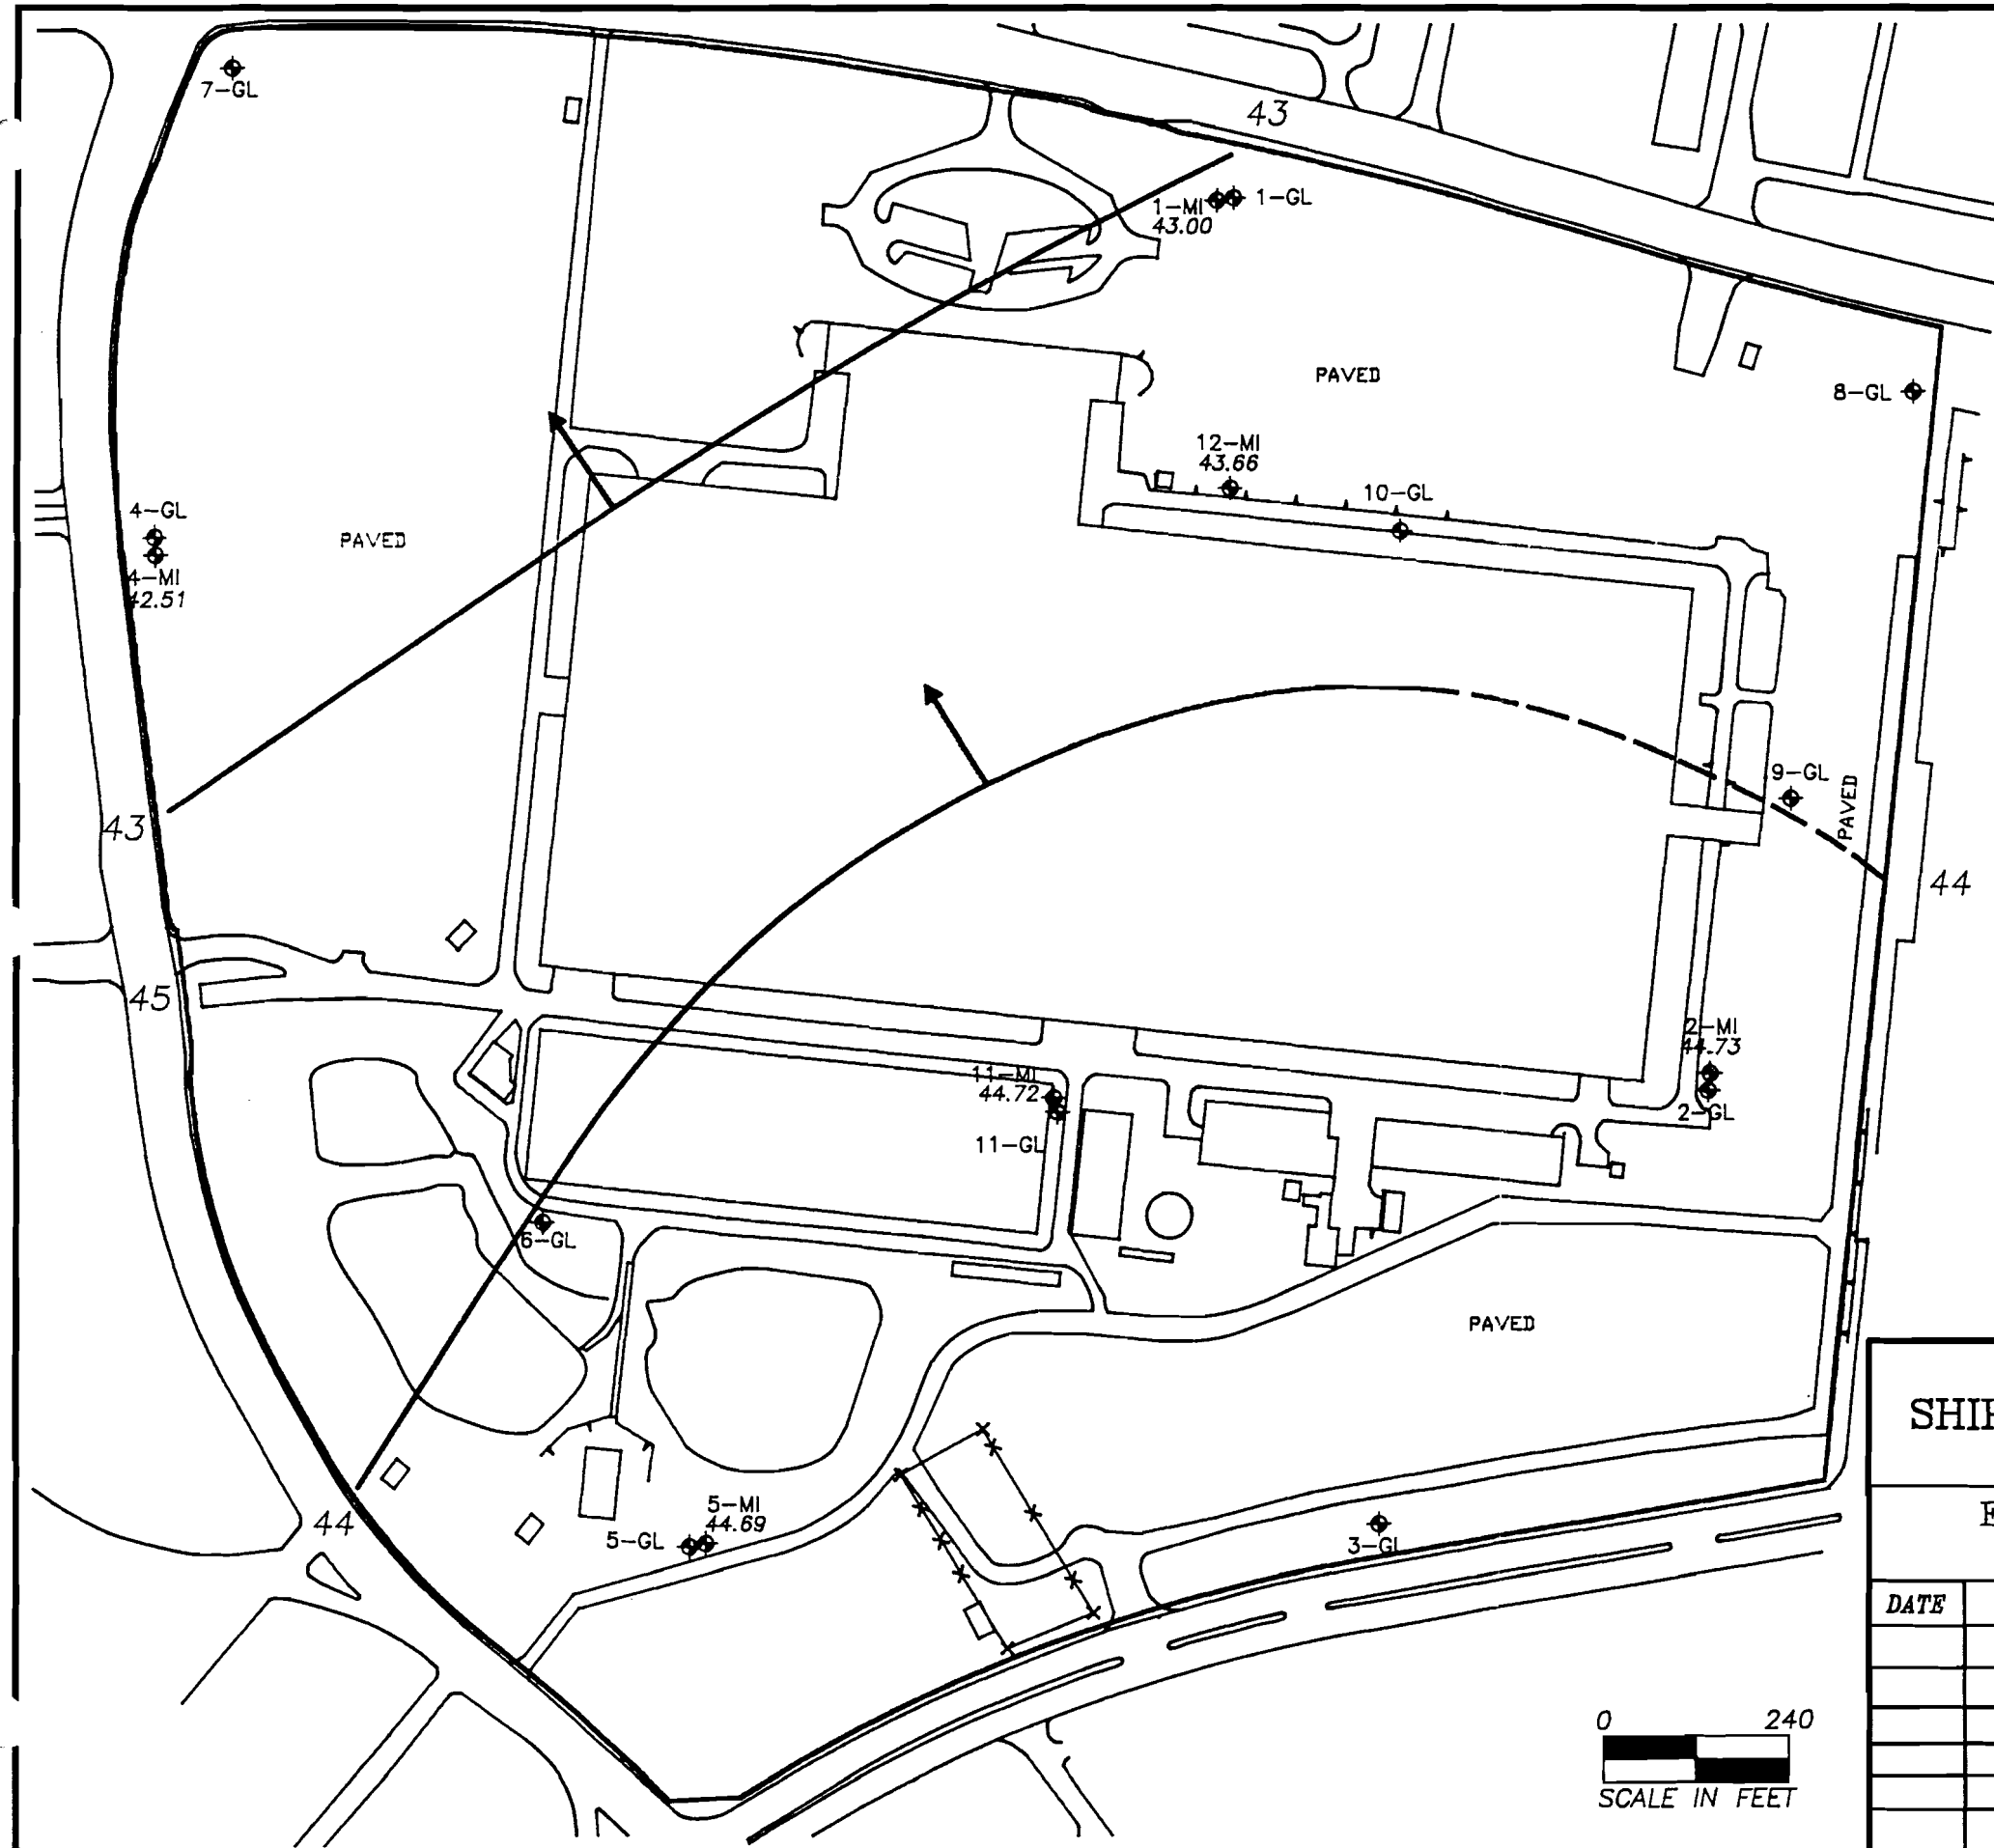 7-GL
43
1-MI
43.00
1-GL
PAVED
8-GL
12-MI
43.66
10-GL
4-GL
PAVED
4-MI
42.51
9-GL
PAVED
43
44
45
2-MI
44.73
11-MI
44.72
2-GL
11-GL
6-GL
PAVED
44
5-MI
44.69
5-GL
3-GL
DATE
0 240
SCALE IN FEET